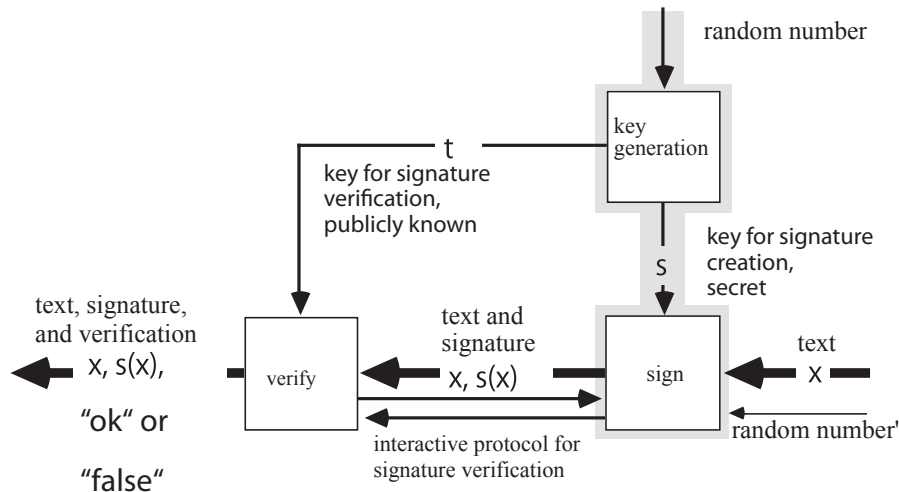 random number
key
generation
t
key for signature
verification,
publicly known
key for signature
creation,
secret
s
text, signature,
and verification
x, s(x),
“ok“ or
“false“
verify
text and
signature
x, s(x)
sign
text
x
random number'
interactive protocol for
signature verification